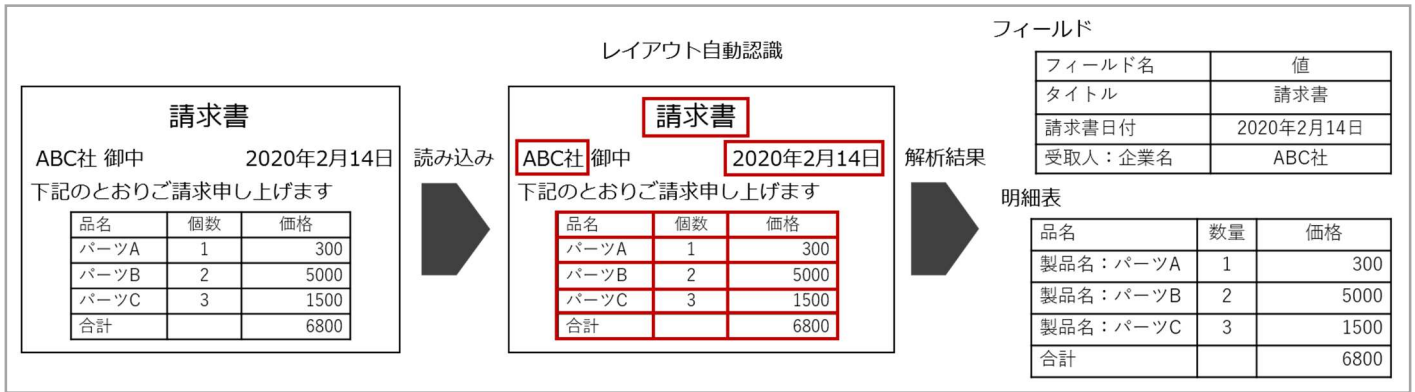 請求書
ABC社 御中 2020年2月14日
下記のとおりご請求申し上げます
品名 個数 価格
パーツA 1 300
パーツB 2 5000
パーツC 3 1500
合計 6800
読み込み
レイアウト自動認識
請求書
ABC社 御中 2020年2月14日
下記のとおりご請求申し上げます
品名 個数 価格
パーツA 1 300
パーツB 2 5000
パーツC 3 1500
合計 6800
解析結果
フィールド
フィールド名 値
タイトル 請求書
請求書日付 2020年2月14日
受取人：企業名 ABC社
明細表
品名 数量 価格
製品名：パーツA 1 300
製品名：パーツB 2 5000
製品名：パーツC 3 1500
合計 6800